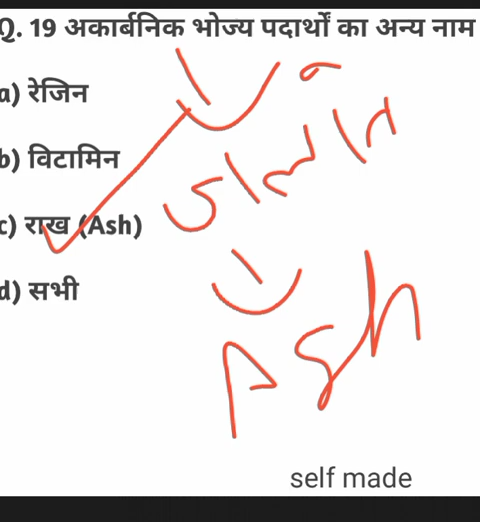 Q. 19 अकार्बनिक भोज्य पदार्थों का अन्य नाम
a) रेजिन
b) विटामिन
c) राख (Ash)
d) सभी
Ash
self made